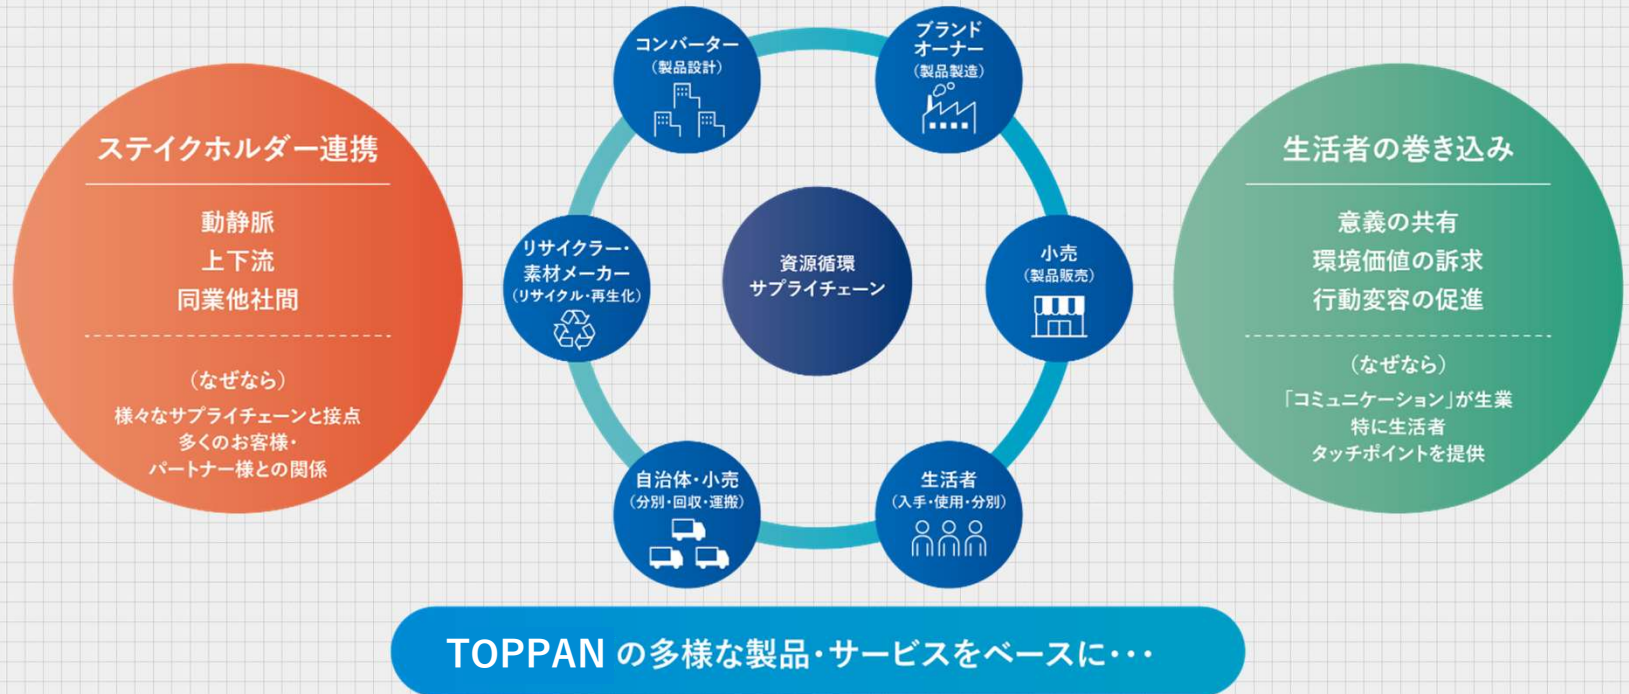 ステイクホルダー連携
動静脈
上下流
同業他社間
(なぜなら)
様々なサプライチェーンと接点
多くのお客様・
パートナー様との関係
コンバーター
(製品設計)
ブランド
オーナー
(製品製造)
リサイクラー・
素材メーカー
(リサイクル・再生化)
資源循環
サプライチェーン
小売
(製品販売)
自治体・小売
(分別・回収・運搬)
生活者
(入手・使用・分別)
生活者の巻き込み
意義の共有
環境価値の訴求
行動変容の促進
(なぜなら)
「コミュニケーション」が生業
特に生活者
タッチポイントを提供
TOPPAN の多様な製品・サービスをベースに・・・